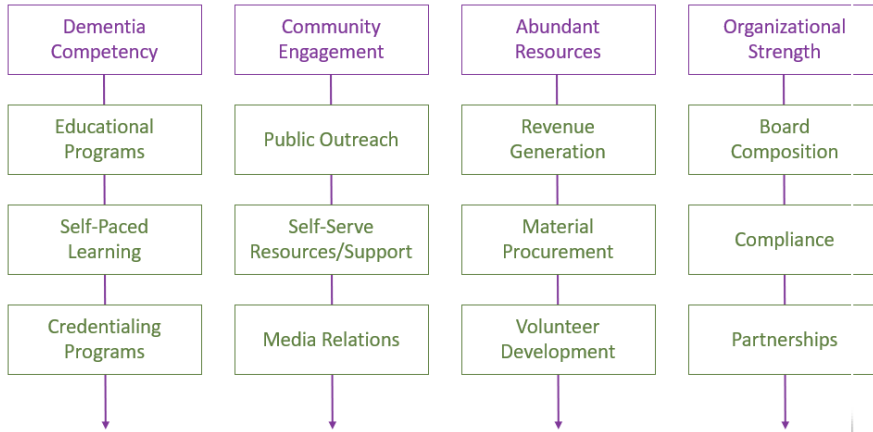 Dementia
Competency
Community
Engagement
Abundant
Resources
Organizational
Strength
Educational
Programs
Public Outreach
Revenue
Generation
Board
Composition
Self-Paced
Learning
Self-Serve
Resources/Support
Material
Procurement
Compliance
Credentialing
Programs
Media Relations
Volunteer
Development
Partnerships